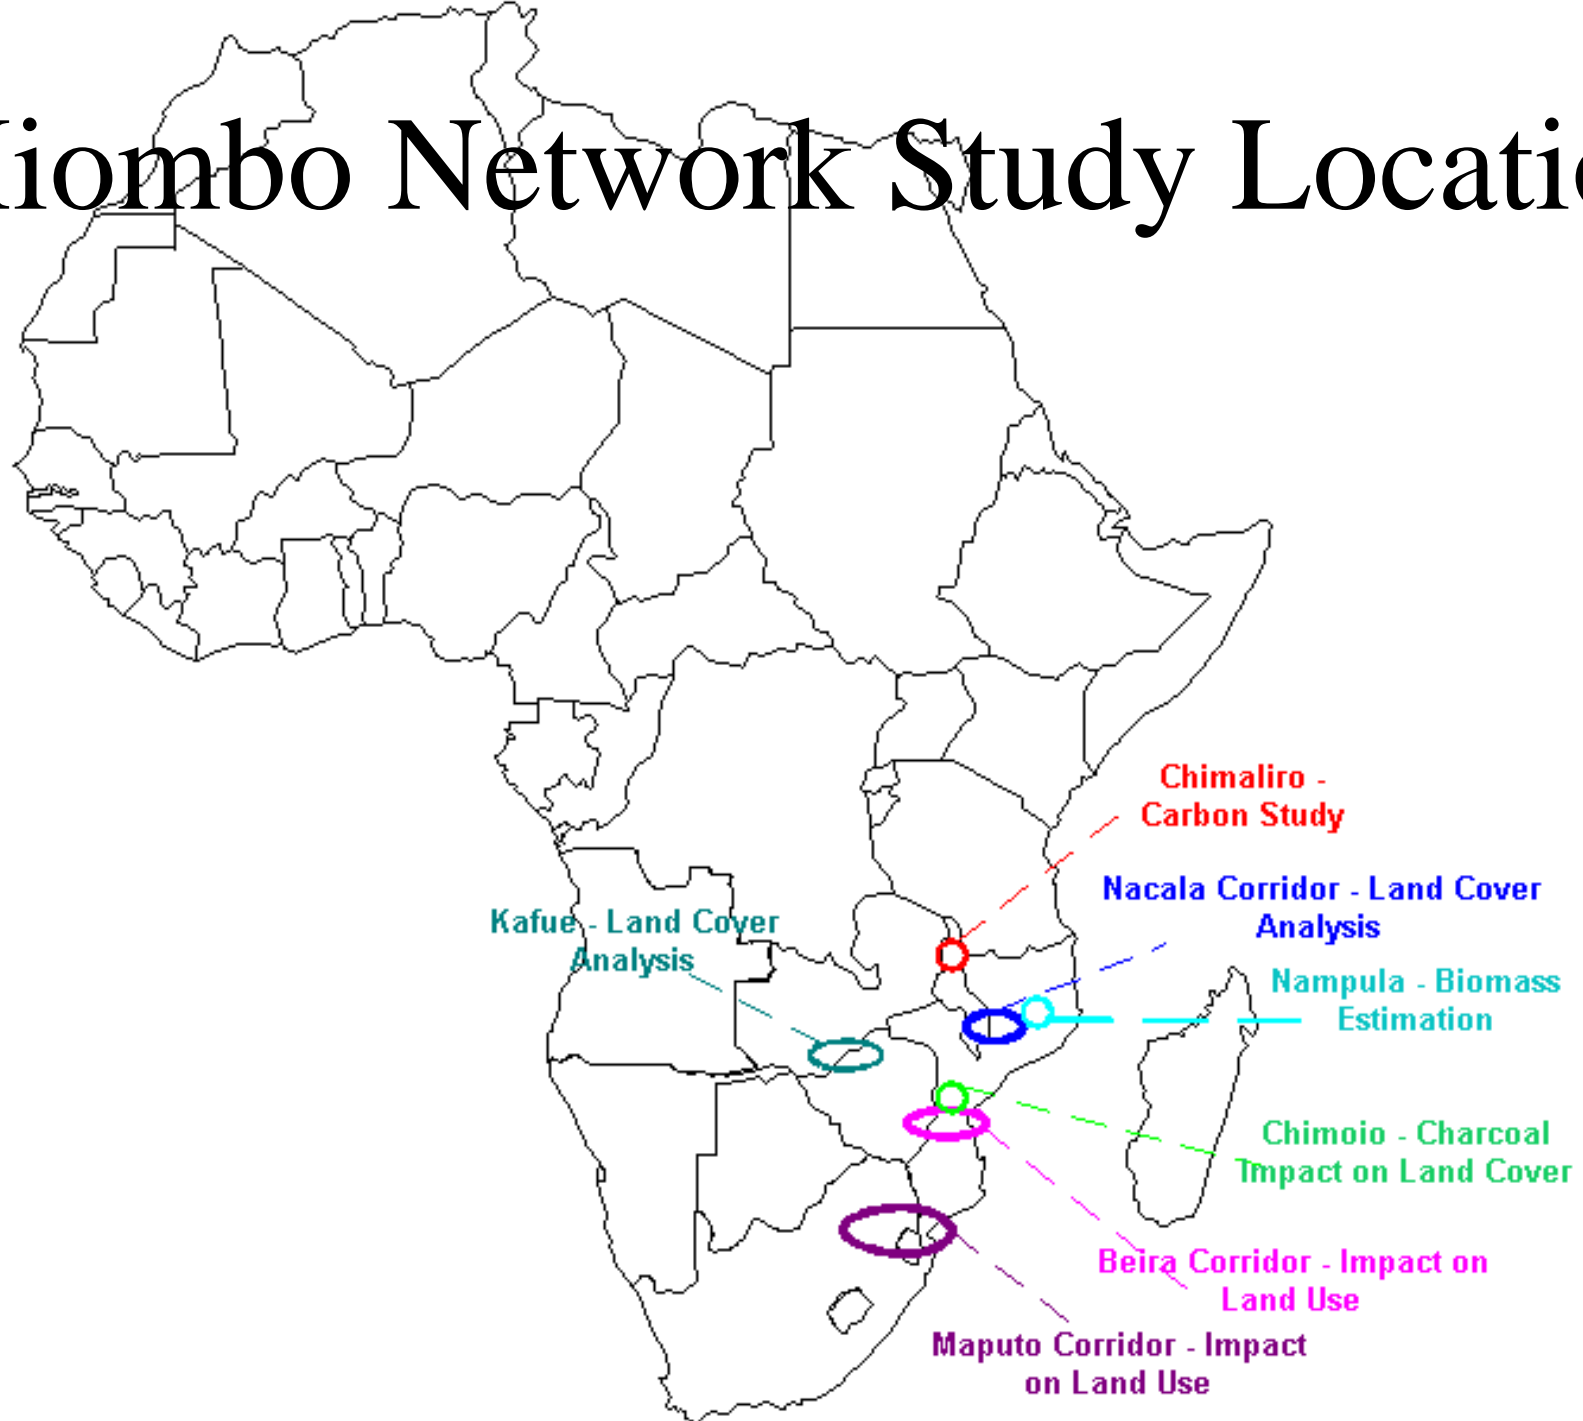 iombo Network Study Locatio
Chimaliro -
Carbon Study
Nacala Corridor - Land Cover
Analysis
Kafue - Land Cover
Analysis
Nampula - Biomass
Estimation
Chimoio - Charcoal
Impact on Land Cover
Beira Corridor - Impact on
Land Use
Maputo Corridor - Impact
on Land Use